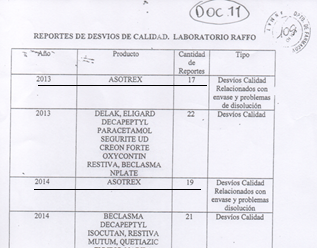 DOC. 11
REPORTES DE DESVIOS DE CALIDAD. LABORATORIO RAFFO
Año Producto Cantidad de Reportes Tipo
2013 ASOTREX 17 Desvíos Calidad
Relacionados con
envase y problemas
de disolución
2013 DELAK, ELIGARD 22 Desvíos Calidad
DECAPEPTYL
PARACETAMOL
SEGURITE UD
CREON FORTE
OXYCONTIN
RESTIVA, BECLASMA
NPLATE
2014 ASOTREX 19 Desvíos Calidad
Relacionados con
envase y problemas
disolución
2014 BECLASMA 21 Desvíos Calidad
DECAPEPTYL
ISOCUTAN, RESTIVA
MUTUM, QUETIAZIC